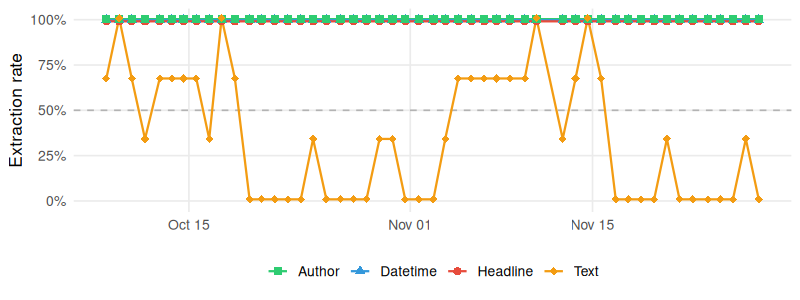 Extraction rate
100%
75%
50%
25%
0%
Oct 15
Nov 01
Nov 15
Author
Datetime
Headline
Text